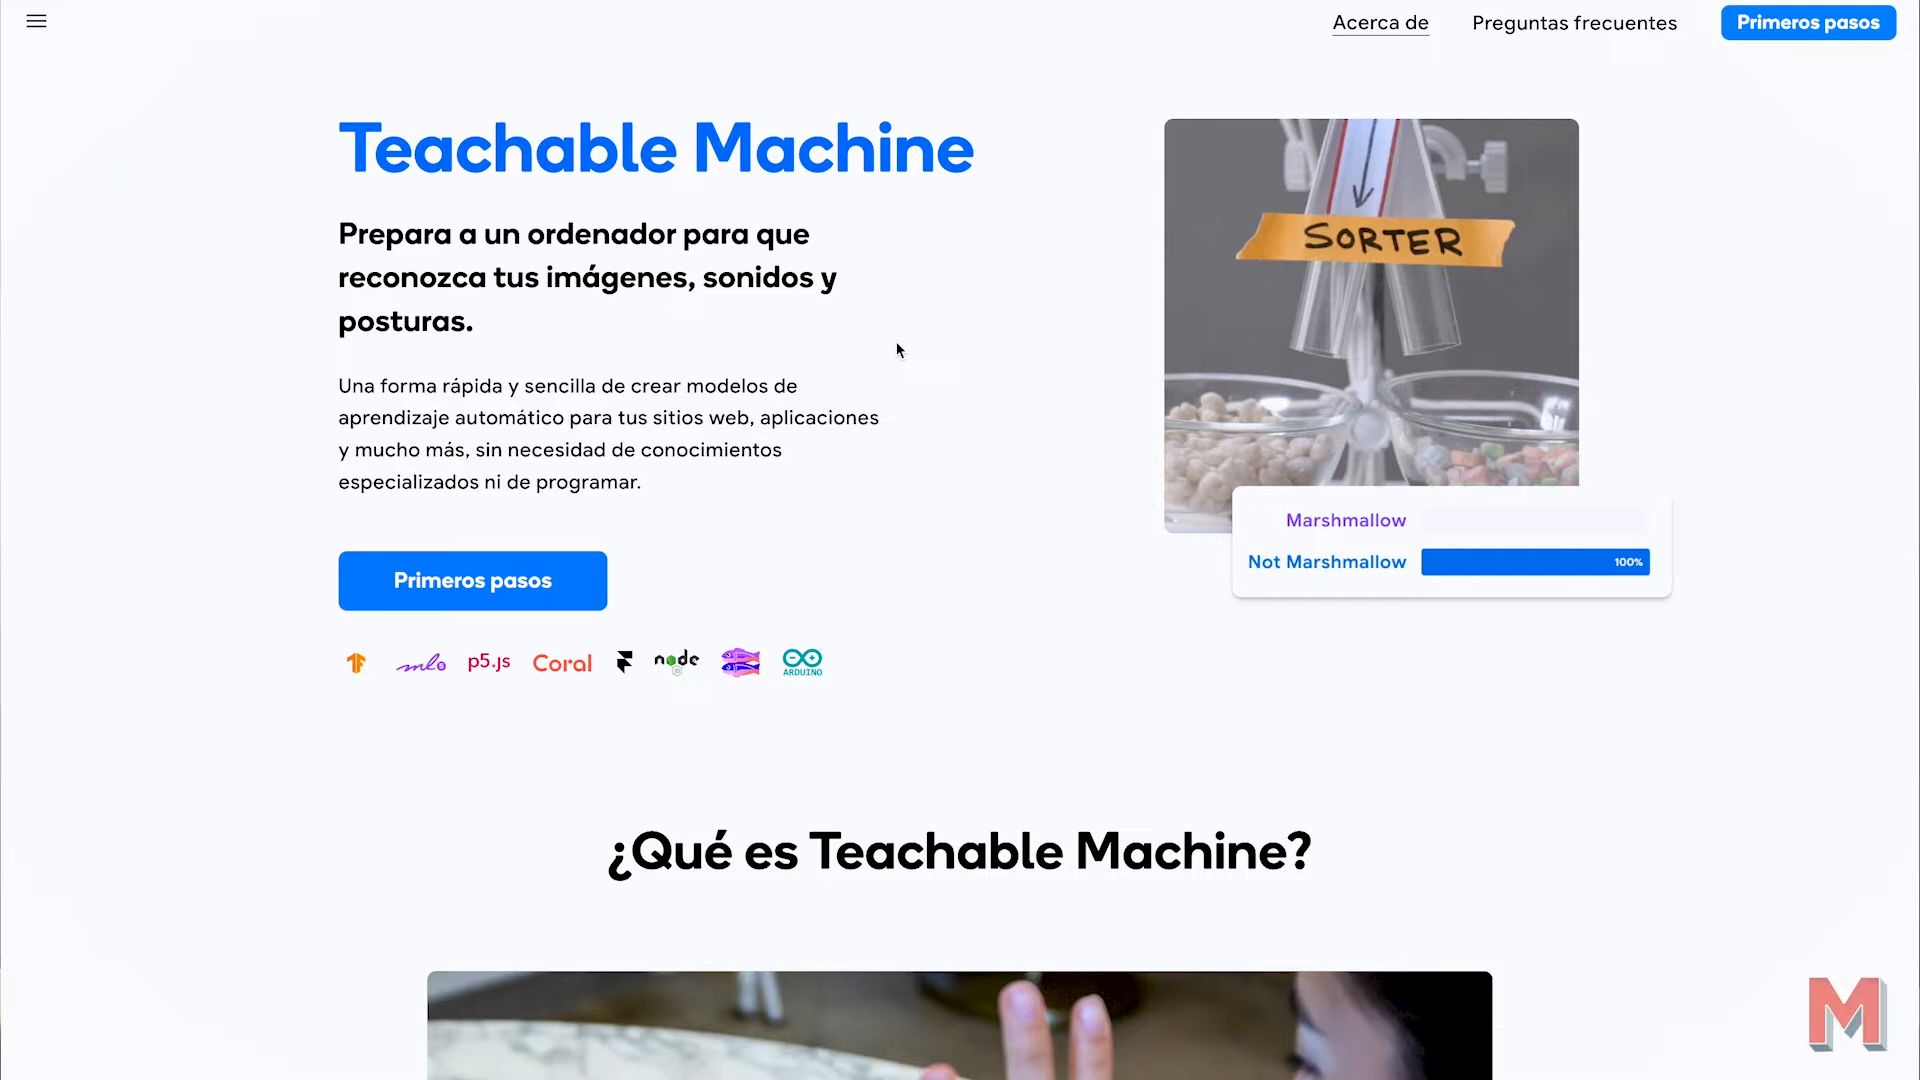 Acerca de
Preguntas frecuentes
Primeros pasos
Teachable Machine
Prepara a un ordenador para que
reconozca tus imágenes, sonidos y
posturas.
Una forma rápida y sencilla de crear modelos de
aprendizaje automático para tus sitios web, aplicaciones
y mucho más, sin necesidad de conocimientos
especializados ni de programar.
Primeros pasos
p5.js
Coral
node
ARDUINO
SORTER
Marshmallow
Not Marshmallow
100%
¿Qué es Teachable Machine?
M